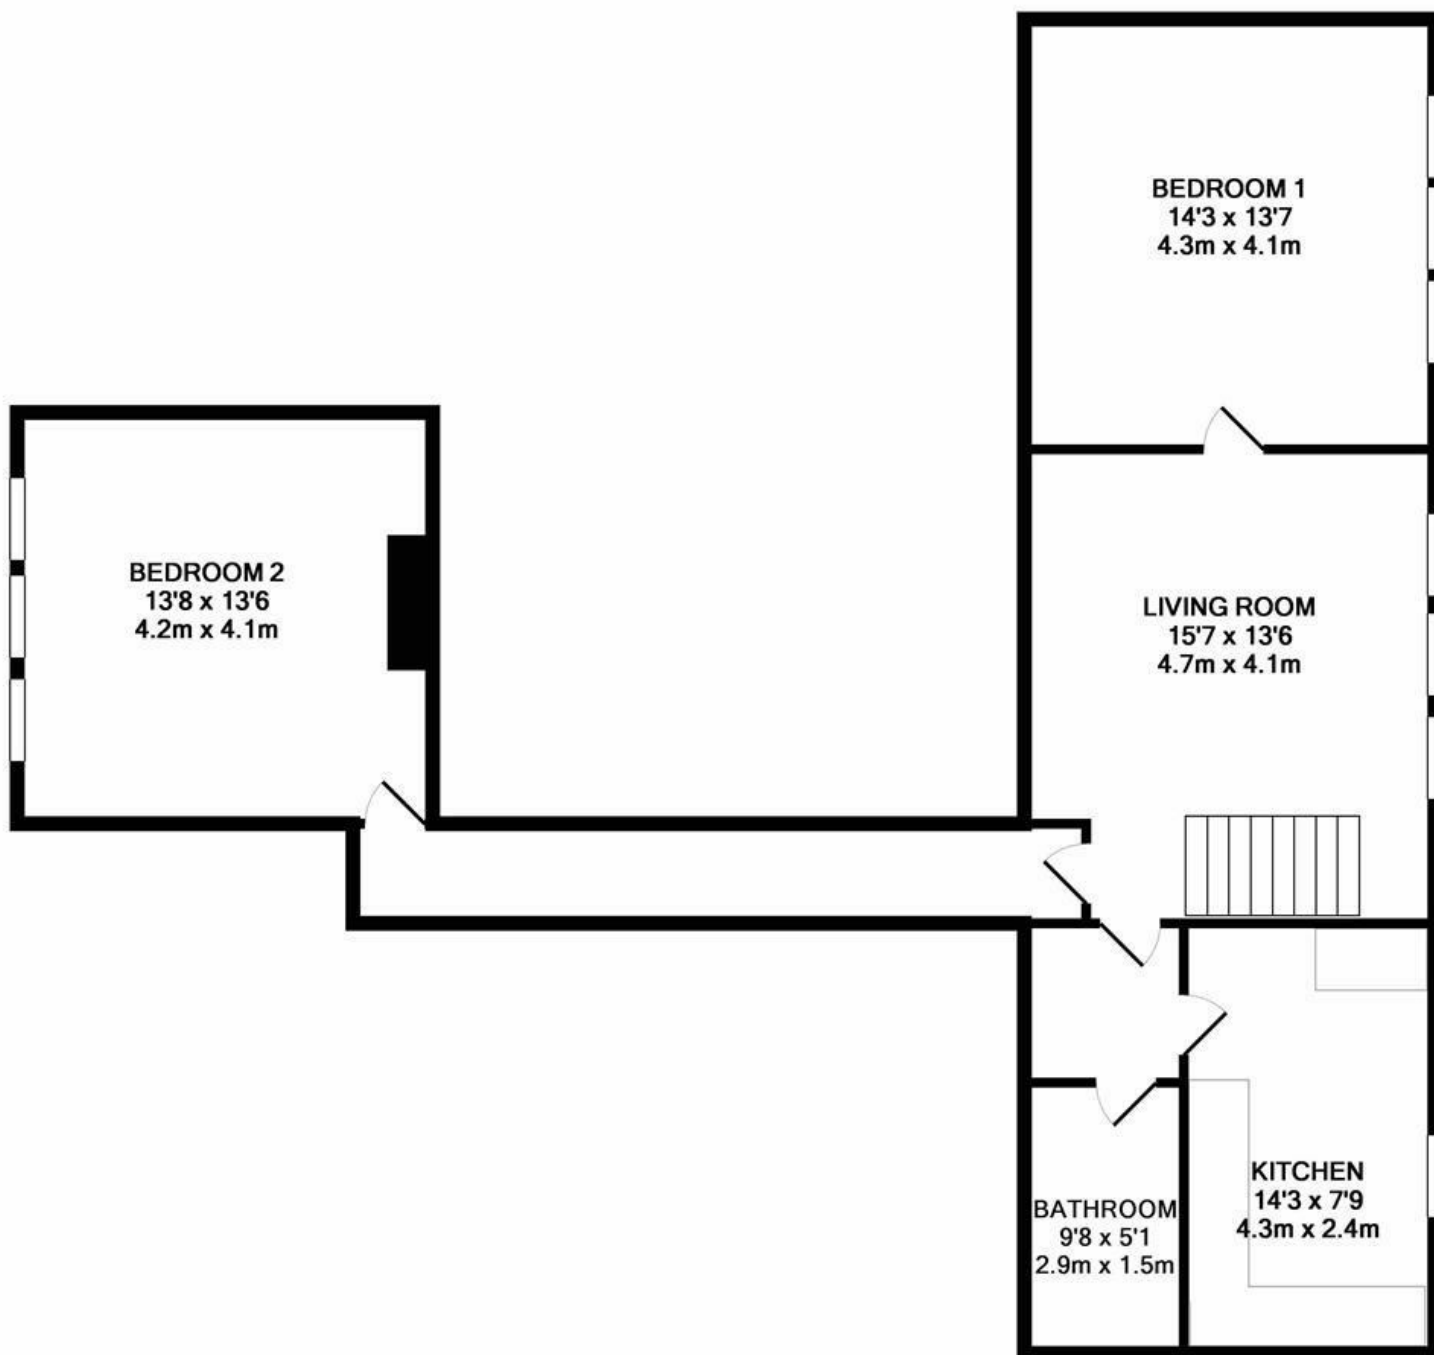 BEDROOM 1
14'3 x 13'7
4.3m x 4.1m
BEDROOM 2
13'8 x 13'6
4.2m x 4.1m
LIVING ROOM
15'7 x 13'6
4.7m x 4.1m
BATHROOM
9'8 x 5'1
2.9m x 1.5m
KITCHEN
14'3 x 7'9
4.3m x 2.4m